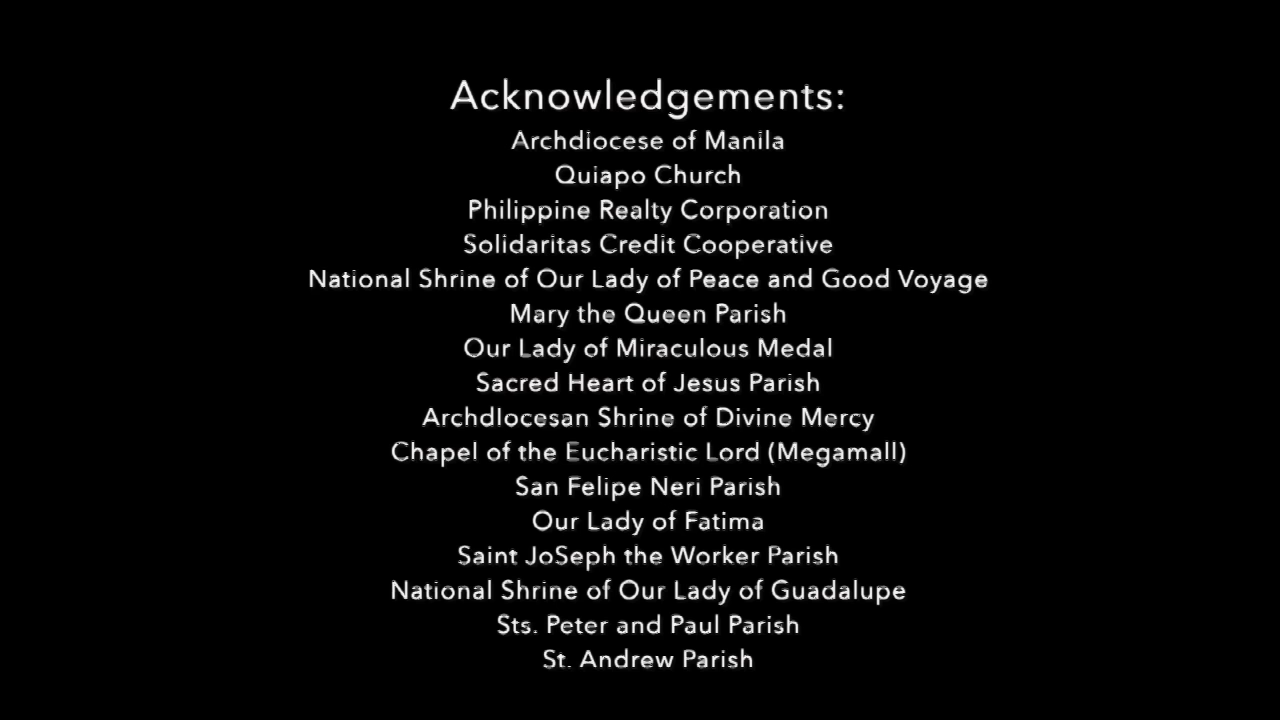 Acknowledgements:
Archdiocese of Manila
Quiapo Church
Philippine Realty Corporation
Solidaritas Credit Cooperative
National Shrine of Our Lady of Peace and Good Voyage
Mary the Queen Parish
Our Lady of Miraculous Medal
Sacred Heart of Jesus Parish
ArchdIocesan Shrine of Divine Mercy
Chapel of the Eucharistic Lord (Megamall)
San Felipe Neri Parish
Our Lady of Fatima
Saint JoSeph the Worker Parish
National Shrine of Our Lady of Guadalupe
Sts. Peter and Paul Parish
St. Andrew Parish